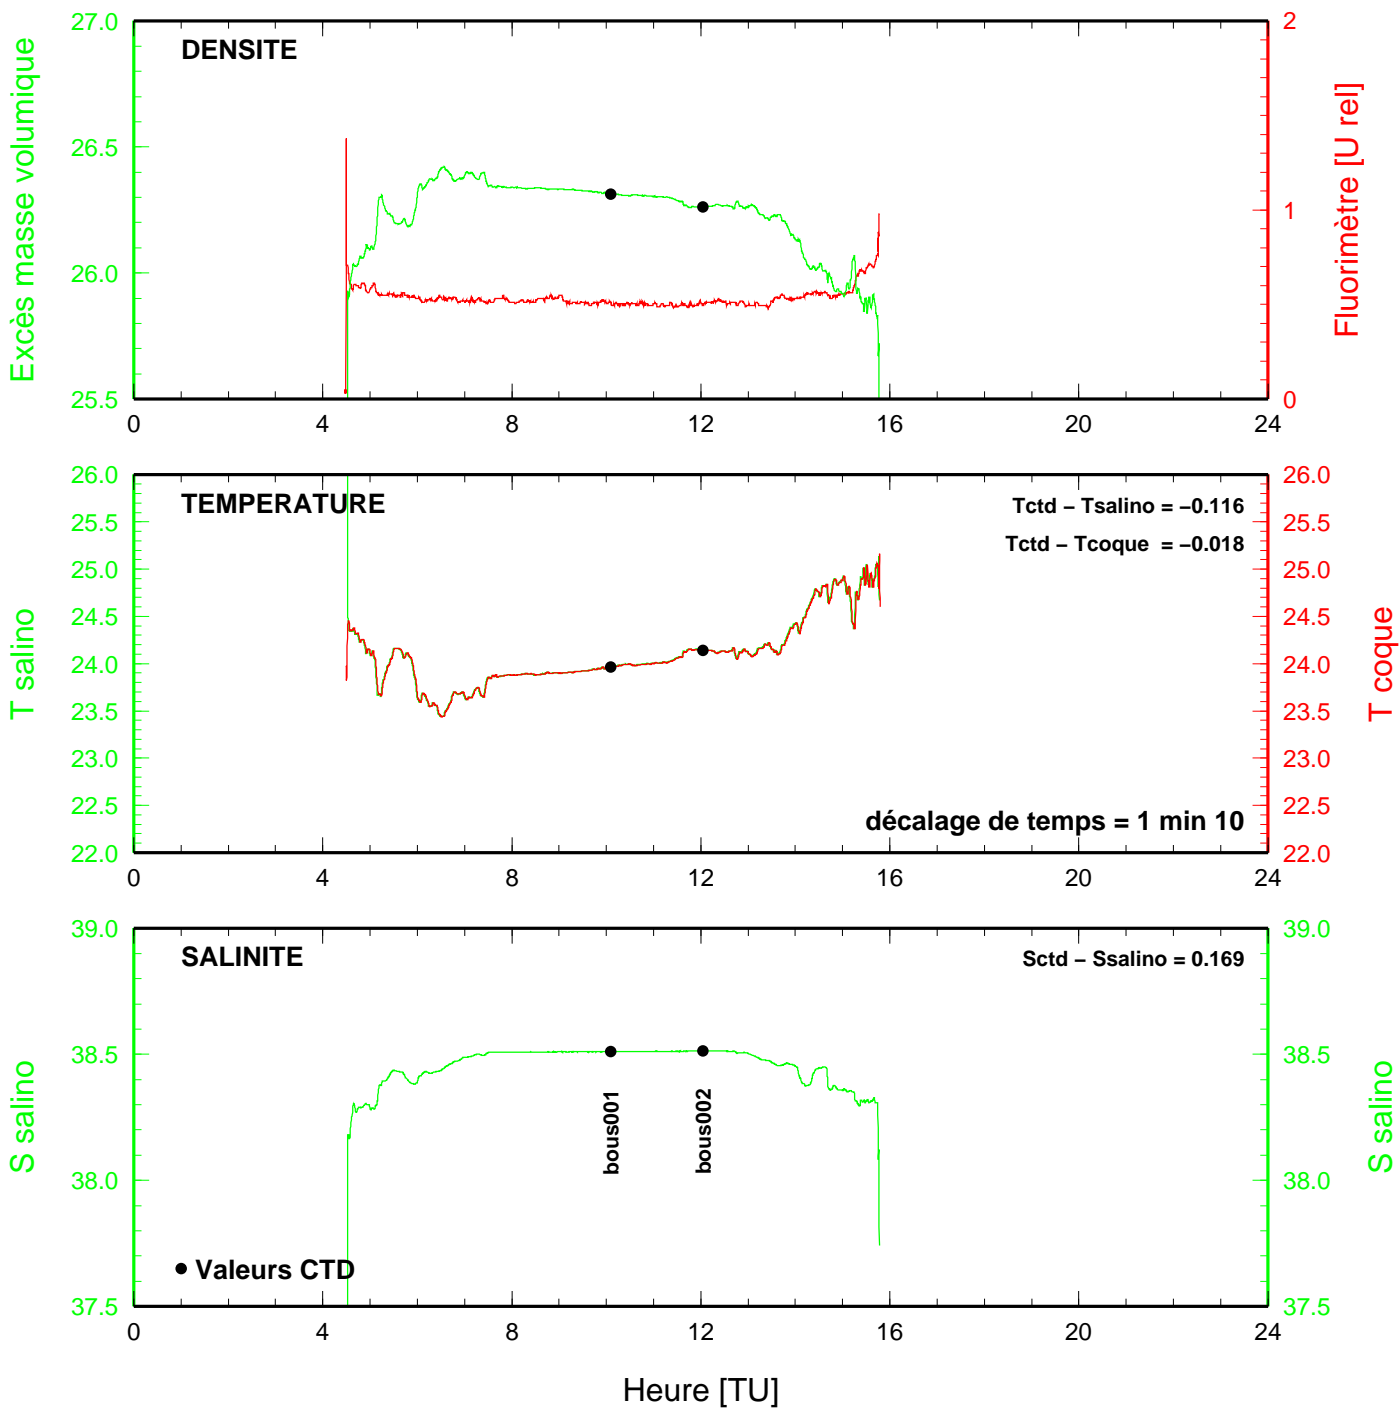 DENSITE
Excès masse volumique
27.0
26.5
26.0
25.5
Fluorimètre [U rel]
2
1
0
0 4 8 12 16 20 24
TEMPERATURE
Tctd − Tsalino = −0.116
Tctd − Tcoque = −0.018
décalage de temps = 1 min 10
T salino
26.0
25.5
25.0
24.5
24.0
23.5
23.0
22.5
22.0
T coque
26.0
25.5
25.0
24.5
24.0
23.5
23.0
22.5
22.0
0 4 8 12 16 20 24
SALINITE
Sctd − Ssalino = 0.169
S salino
39.0
38.5
38.0
37.5
S salino
39.0
38.5
38.0
37.5
bous001
bous002
Valeurs CTD
0 4 8 12 16 20 24
Heure [TU]